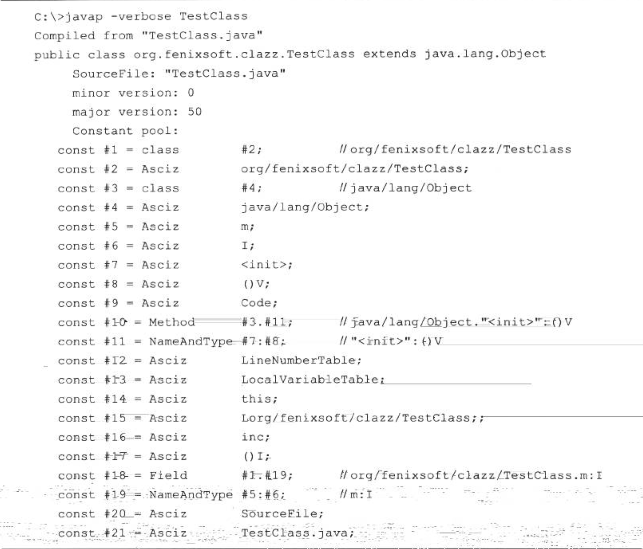 C:\>javap -verbose TestClass
Compiled from "TestClass.java"
public class org.fenixsoft.clazz.TestClass extends java.lang.Object
SourceFile: "TestClass.java"
minor version: 0
major version: 50
Constant pool:
const #1 = class #2; //org/fenixsoft/clazz/TestClass
const #2 = Asciz org/fenixsoft/clazz/TestClass;
const #3 = class #4; //java/lang/Object
const #4 = Asciz java/lang/Object;
const #5 = Asciz m;
const #6 = Asciz I;
const #7 = Asciz <init>;
const #8 = Asciz ()V;
const #9 = Asciz Code;
const #10 = Method #3.#11; //java/lang/Object."<init>":()V
const #11 = NameAndType #7:#8; //"<init>":()V
const #12 = Asciz LineNumberTable;
const #13 = Asciz LocalVariableTable;
const #14 = Asciz this;
const #15 = Asciz Lorg/fenixsoft/clazz/TestClass;;
const #16 = Asciz inc;
const #17 = Asciz ()I;
const #18 = Field #1.#19; //org/fenixsoft/clazz/TestClass.m:I
const #19 = NameAndType #5:#6; //m:I
const #20 = Asciz SourceFile;
const #21 = Asciz TestClass.java;